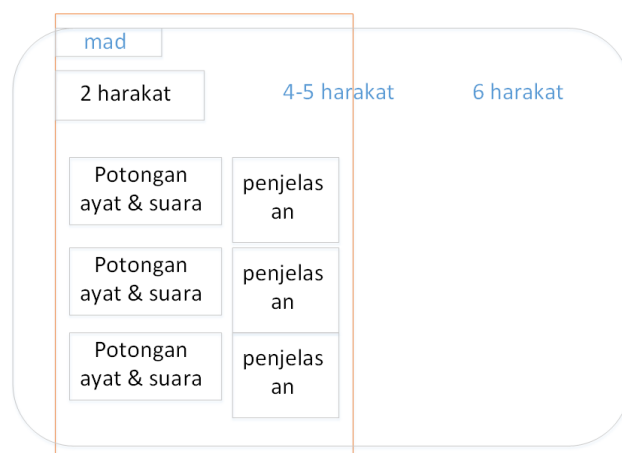 mad
2 harakat
4-5 harakat
6 harakat
Potongan
ayat & suara
penjelas
an
Potongan
ayat & suara
penjelas
an
Potongan
ayat & suara
penjelas
an